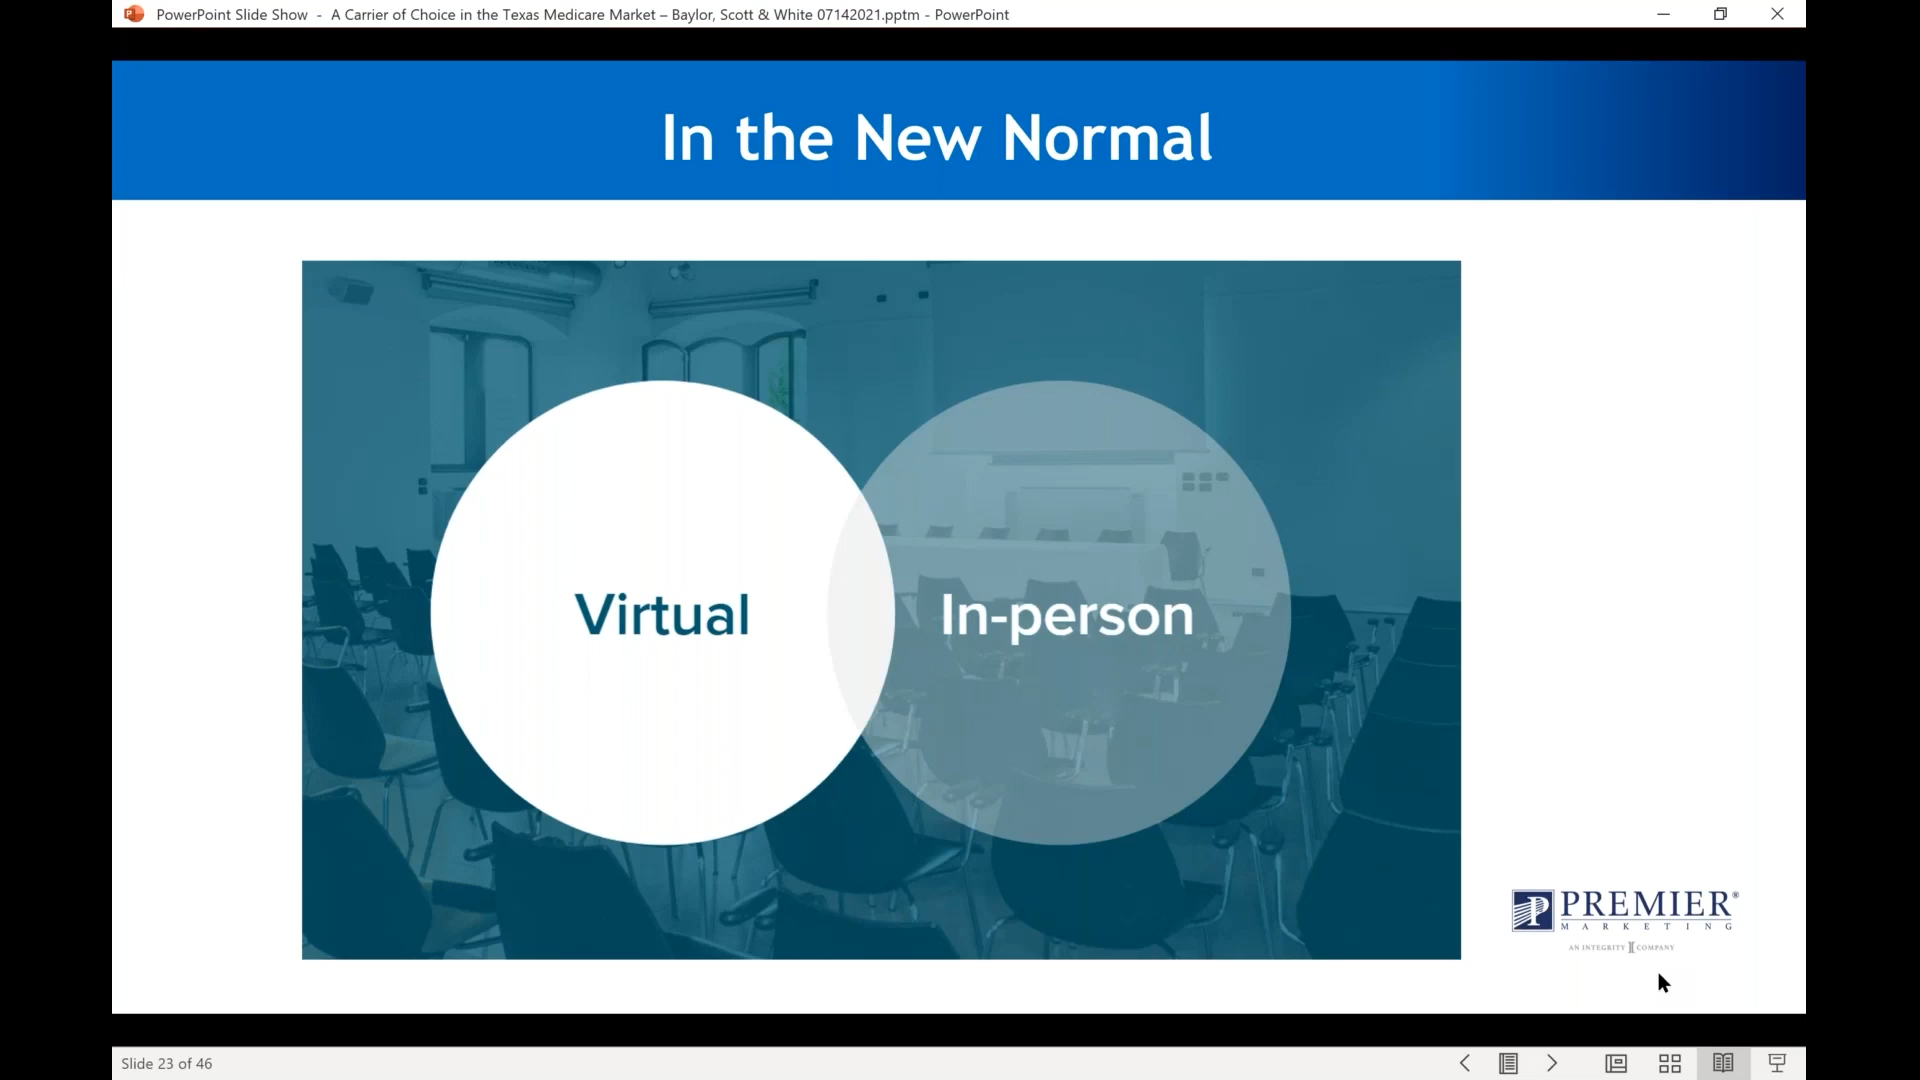 PowerPoint Slide Show - A Carrier of Choice in the Texas Medicare Market – Baylor, Scott & White 07142021.pptm - PowerPoint
In the New Normal
Virtual
In-person
PREMIER®
MARKETING
AN INTEGRITY COMPANY
Slide 23 of 46